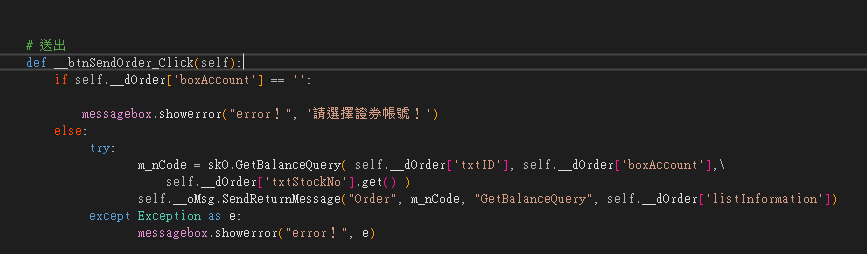 # 送出
def __btnSendOrder_Click(self):
if self.__dOrder['boxAccount'] == '':
messagebox.showerror("error！", '請選擇證券帳號！')
else:
try:
m_nCode = skO.GetBalanceQuery( self.__dOrder['txtID'], self.__dOrder['boxAccount'],\
self.__dOrder['txtStockNo'].get() )
self.__oMsg.SendReturnMessage("Order", m_nCode, "GetBalanceQuery", self.__dOrder['listInformation'])
except Exception as e:
messagebox.showerror("error！", e)